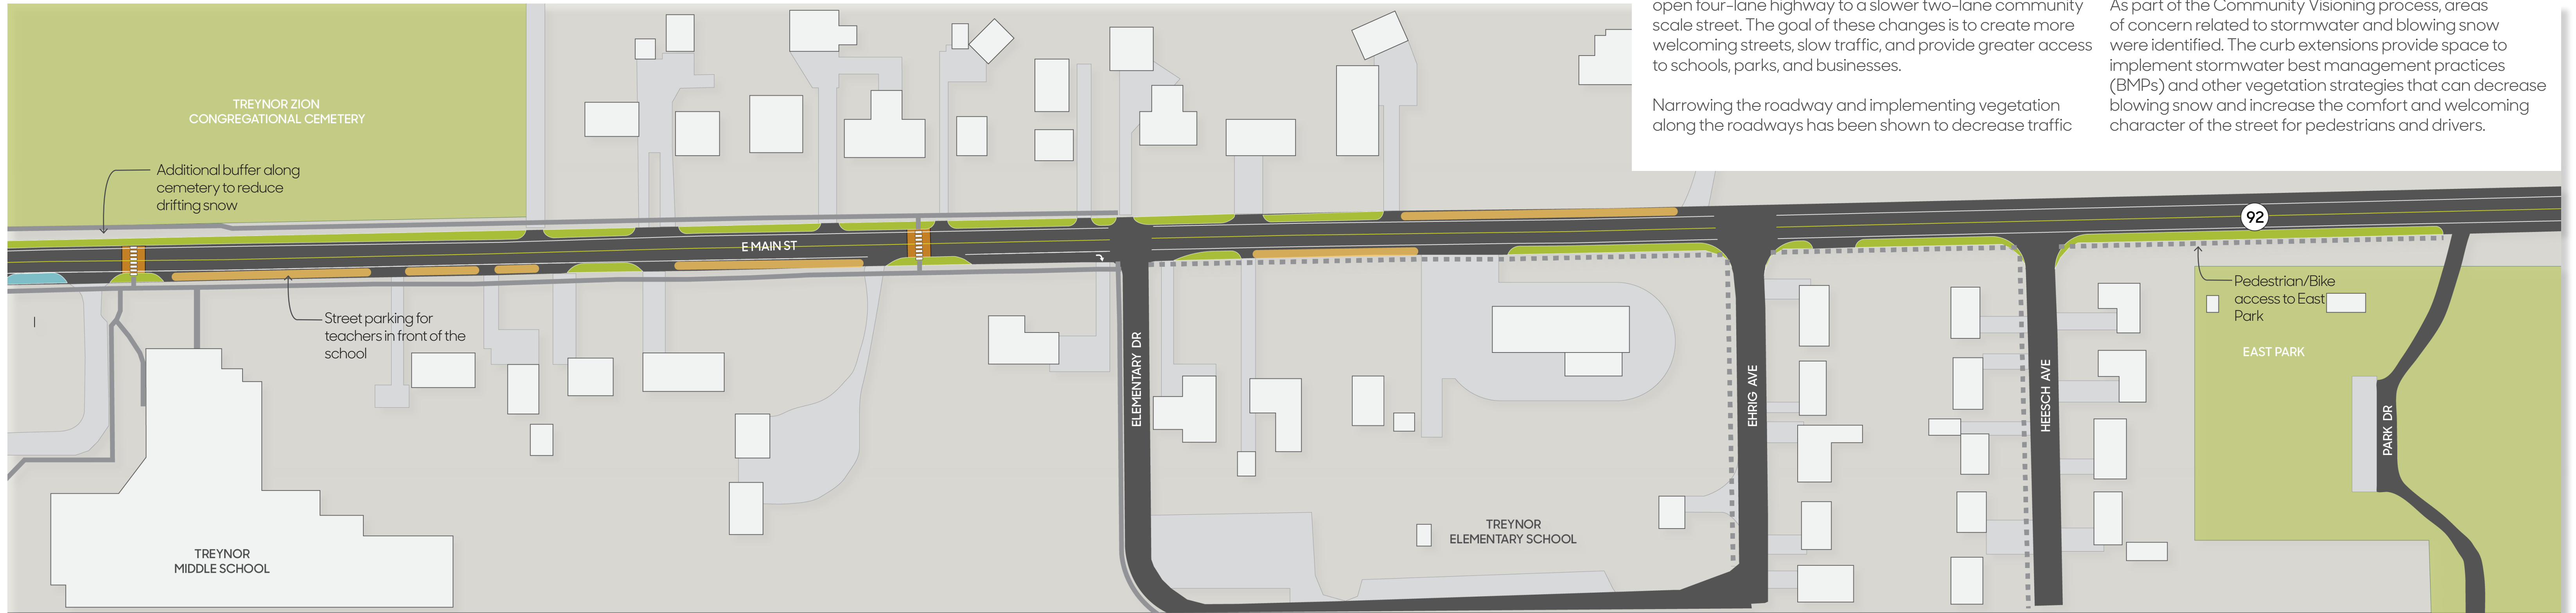 open four-lane highway to a slower two-lane community
scale street. The goal of these changes is to create more
welcoming streets, slow traffic, and provide greater access
to schools, parks, and businesses.
Narrowing the roadway and implementing vegetation
along the roadways has been shown to decrease traffic
As part of the Community Visioning process, areas
of concern related to stormwater and blowing snow
were identified. The curb extensions provide space to
implement stormwater best management practices
(BMPs) and other vegetation strategies that can decrease
blowing snow and increase the comfort and welcoming
character of the street for pedestrians and drivers.
TREYNOR ZION
CONGREGATIONAL CEMETERY
Additional buffer along
cemetery to reduce
drifting snow
E MAIN ST
92
Street parking for
teachers in front of the
school
Pedestrian/Bike
access to East
Park
EAST PARK
ELEMENTARY DR
EHRIG AVE
HEESCH AVE
PARK DR
TREYNOR
MIDDLE SCHOOL
TREYNOR
ELEMENTARY SCHOOL